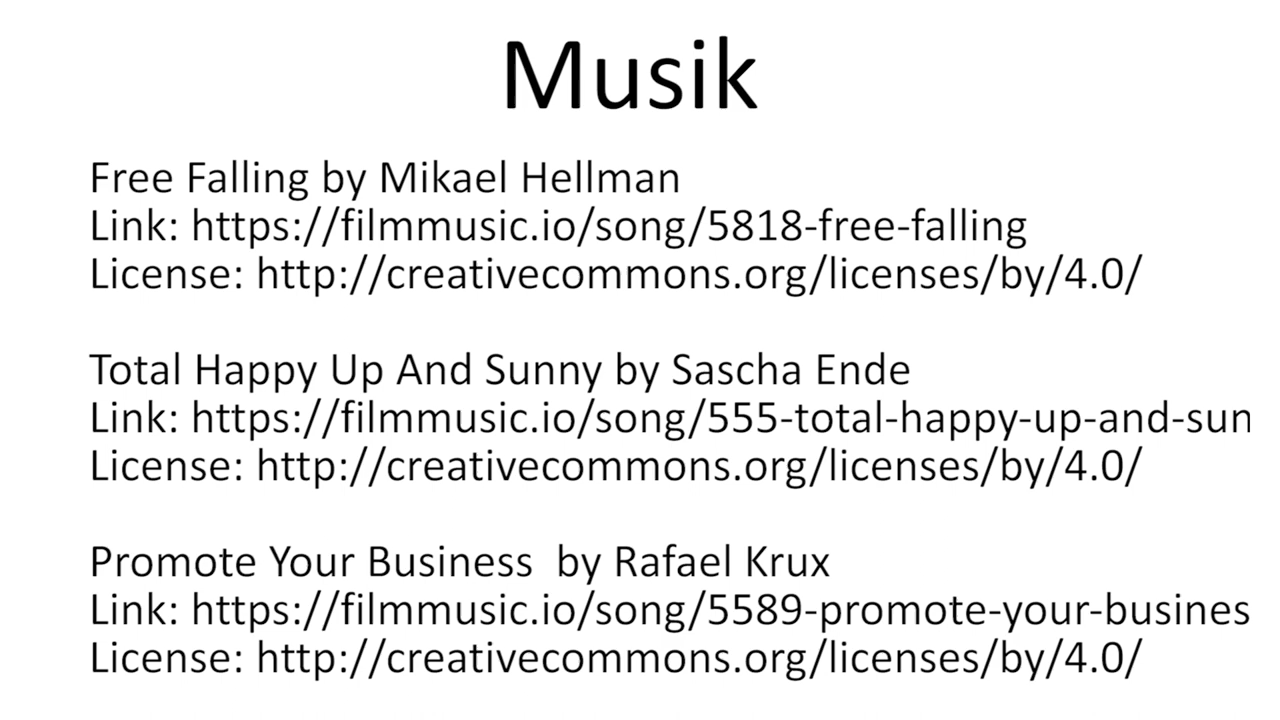 Musik
Free Falling by Mikael Hellman
Link: https://filmmusic.io/song/5818-free-falling
License: http://creativecommons.org/licenses/by/4.0/
Total Happy Up And Sunny by Sascha Ende
Link: https://filmmusic.io/song/555-total-happy-up-and-sun
License: http://creativecommons.org/licenses/by/4.0/
Promote Your Business  by Rafael Krux
Link: https://filmmusic.io/song/5589-promote-your-busines
License: http://creativecommons.org/licenses/by/4.0/